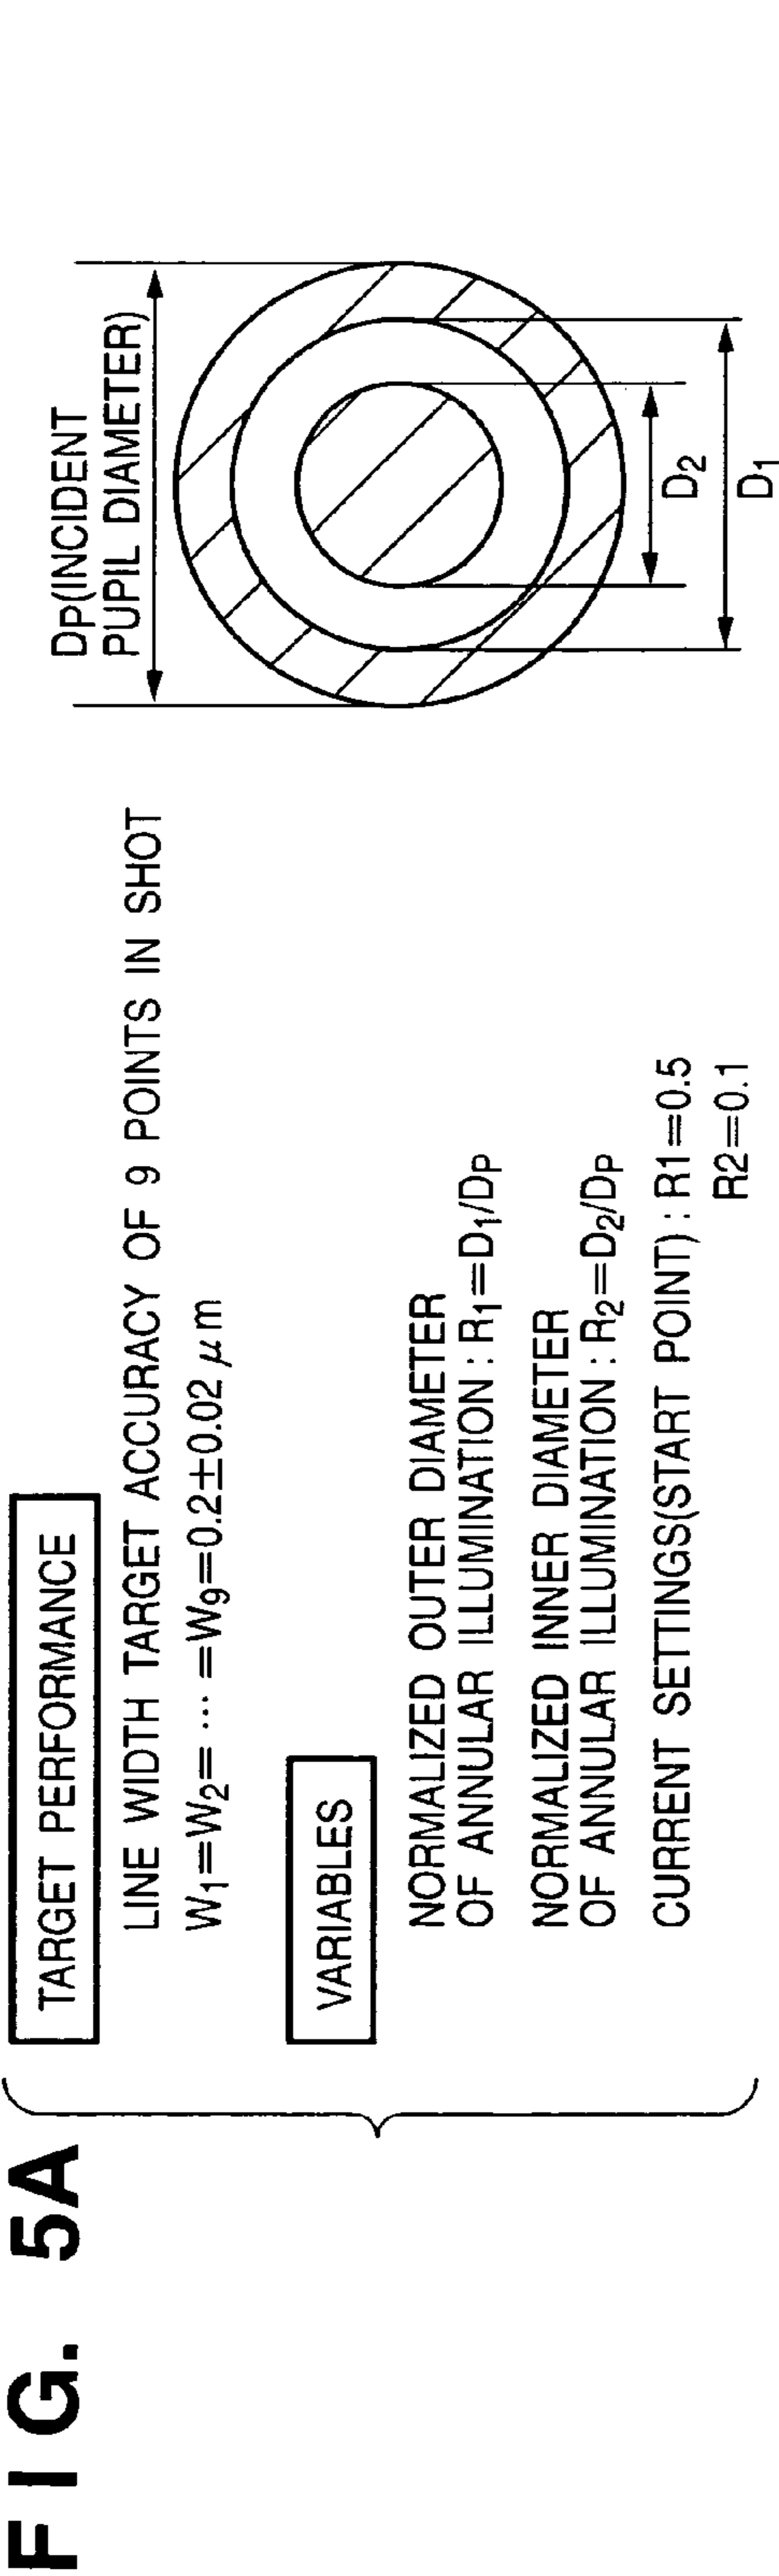 FIG. 5A
TARGET PERFORMANCE
LINE WIDTH TARGET ACCURACY OF 9 POINTS IN SHOT
W₁=W₂= ⋯ =W₉=0.2±0.02 μm
VARIABLES
NORMALIZED OUTER DIAMETER
OF ANNULAR ILLUMINATION : R₁=D₁/DP
NORMALIZED INNER DIAMETER
OF ANNULAR ILLUMINATION : R₂=D₂/DP
CURRENT SETTINGS(START POINT) : R1=0.5
R2=0.1
DP(INCIDENT
PUPIL DIAMETER)
D₂
D₁